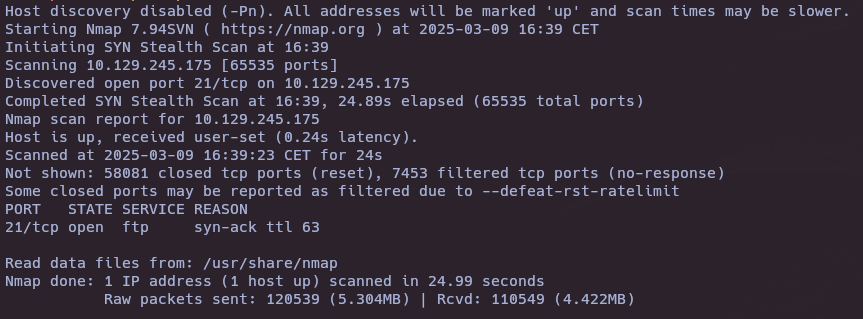 Host discovery disabled (-Pn). All addresses will be marked 'up' and scan times may be slower.
Starting Nmap 7.94SVN ( https://nmap.org ) at 2025-03-09 16:39 CET
Initiating SYN Stealth Scan at 16:39
Scanning 10.129.245.175 [65535 ports]
Discovered open port 21/tcp on 10.129.245.175
Completed SYN Stealth Scan at 16:39, 24.89s elapsed (65535 total ports)
Nmap scan report for 10.129.245.175
Host is up, received user-set (0.24s latency).
Scanned at 2025-03-09 16:39:23 CET for 24s
Not shown: 58081 closed tcp ports (reset), 7453 filtered tcp ports (no-response)
Some closed ports may be reported as filtered due to --defeat-rst-ratelimit
PORT   STATE SERVICE REASON
21/tcp open  ftp     syn-ack ttl 63

Read data files from: /usr/share/nmap
Nmap done: 1 IP address (1 host up) scanned in 24.99 seconds
           Raw packets sent: 120539 (5.304MB) | Rcvd: 110549 (4.422MB)